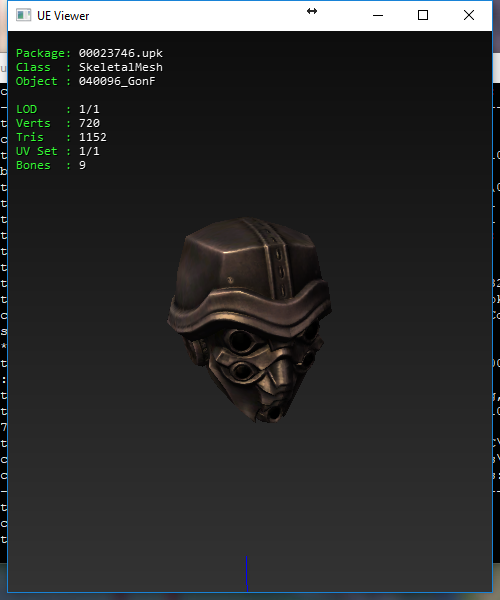 UE Viewer
Package: 00023746.upk
Class : SkeletalMesh
Object : 040096_GonF
LOD : 1/1
Verts : 720
Tris : 1152
UV Set : 1/1
Bones : 9